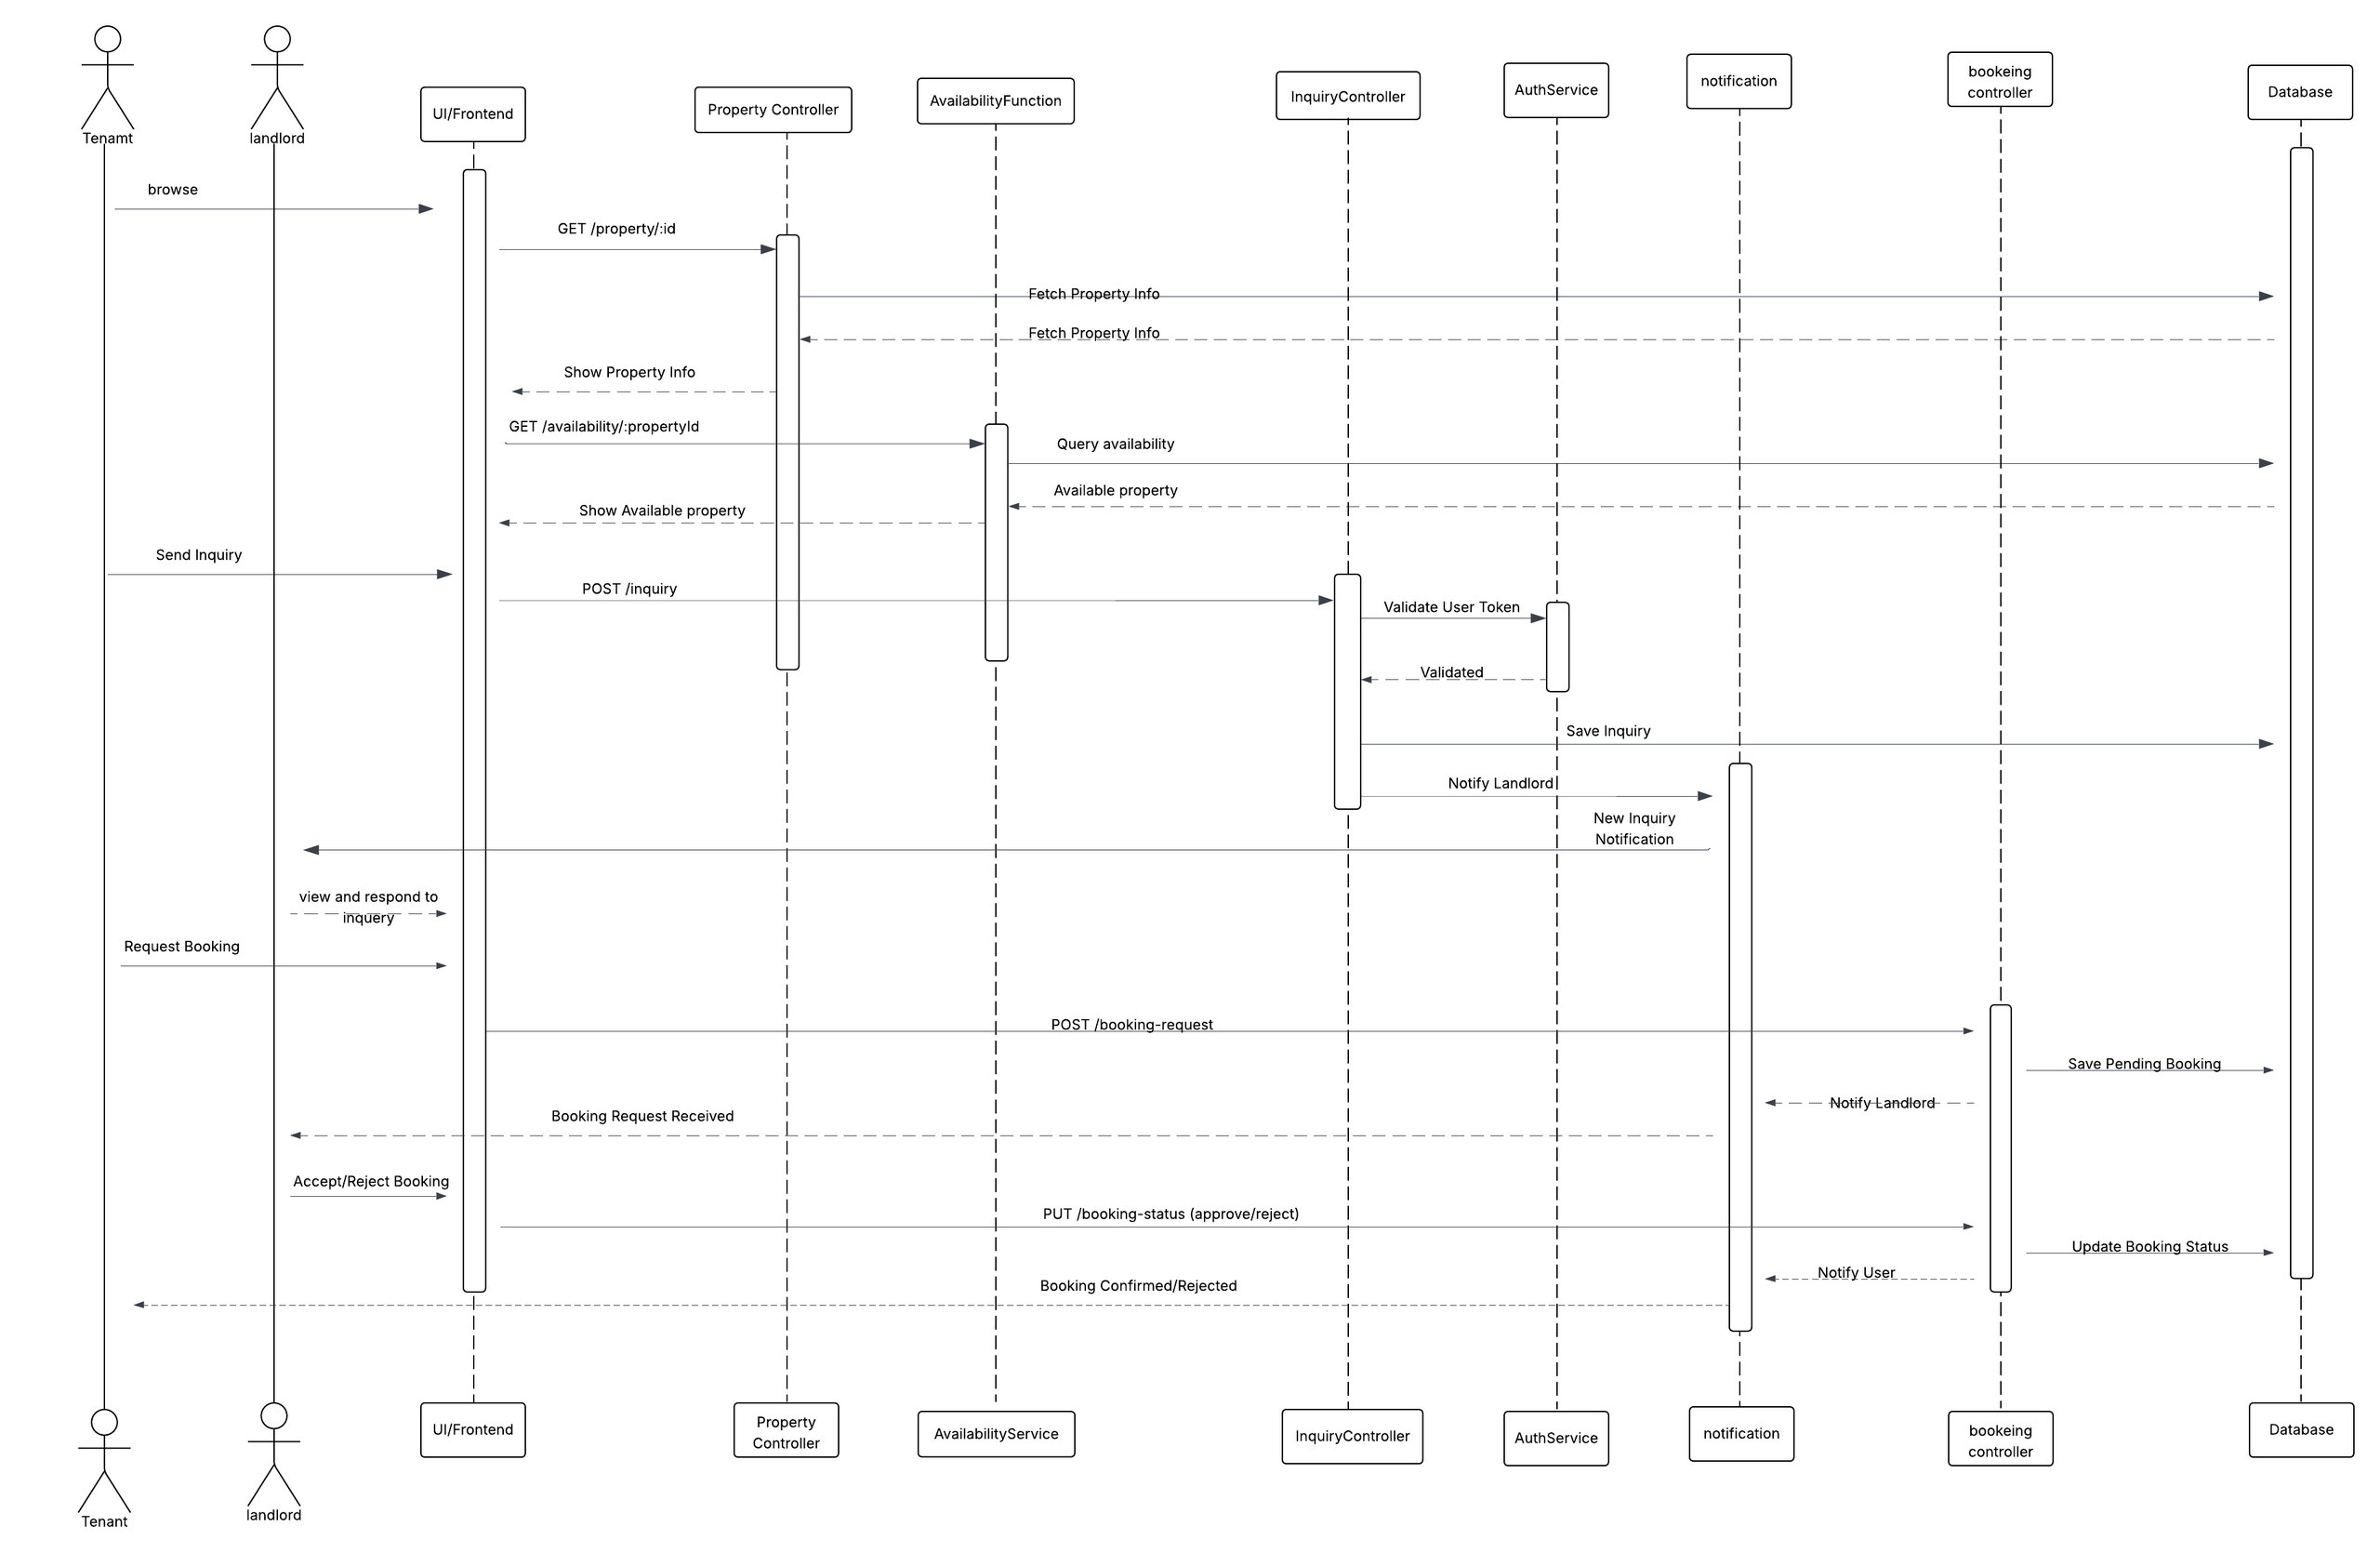 Tenamt
landlord
UI/Frontend
Property Controller
AvailabilityFunction
InquiryController
AuthService
notification
bookeing
controller
Database
browse
GET /property/:id
Fetch Property Info
Fetch Property Info
Show Property Info
GET /availability/:propertyId
Query availability
Available property
Show Available property
Send Inquiry
POST /inquiry
Validate User Token
Validated
Save Inquiry
Notify Landlord
New Inquiry
Notification
view and respond to
inquery
Request Booking
POST /booking-request
Save Pending Booking
Notify Landlord
Booking Request Received
Accept/Reject Booking
PUT /booking-status (approve/reject)
Update Booking Status
Notify User
Booking Confirmed/Rejected
Tenant
landlord
UI/Frontend
Property
Controller
AvailabilityService
InquiryController
AuthService
notification
bookeing
controller
Database